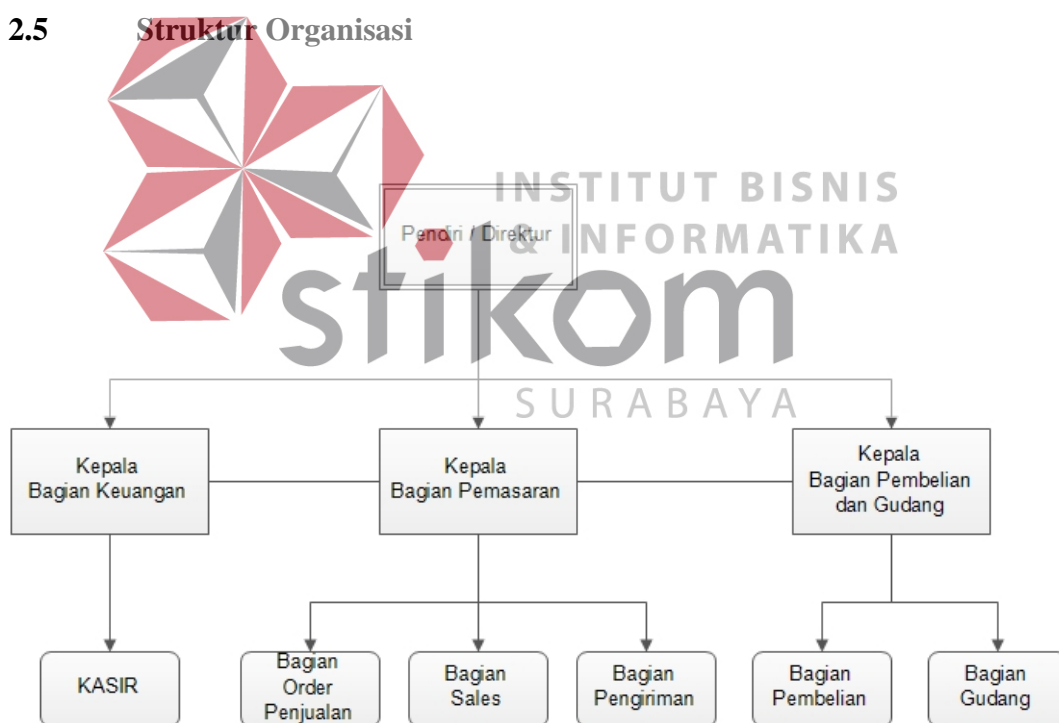 2.5 Struktur Organisasi
INSTITUT BISNIS
& INFORMATIKA
stikom
SURABAYA
Pendiri / Direktur
Kepala
Bagian Keuangan
Kepala
Bagian Pemasaran
Kepala
Bagian Pembelian
dan Gudang
KASIR
Bagian
Order
Penjualan
Bagian
Sales
Bagian
Pengiriman
Bagian
Pembelian
Bagian
Gudang